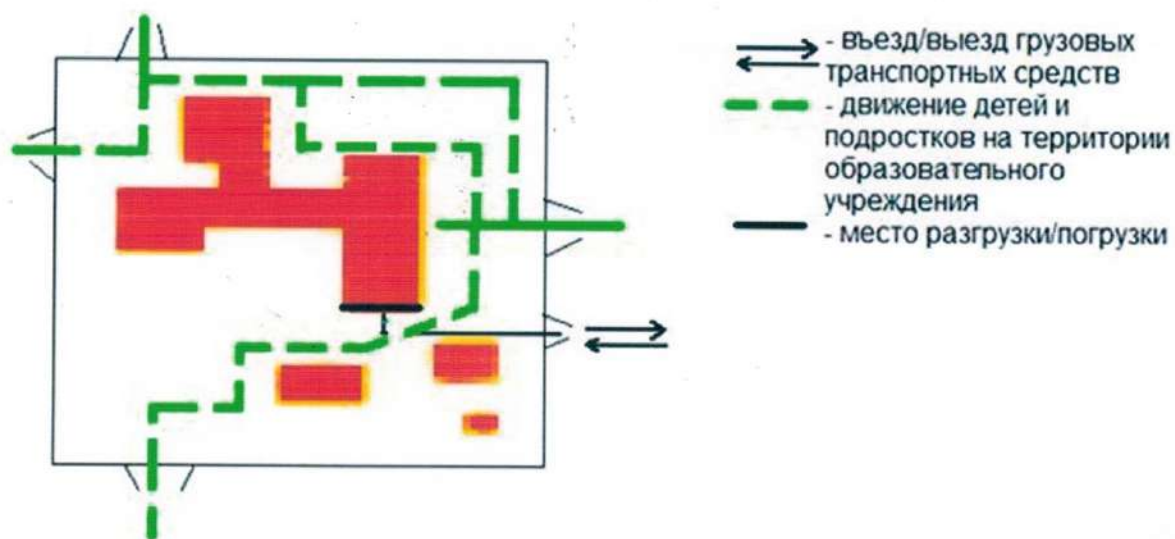 - въезд/выезд грузовых
транспортных средств
- движение детей и
подростков на территории
образовательного
учреждения
- место разгрузки/погрузки